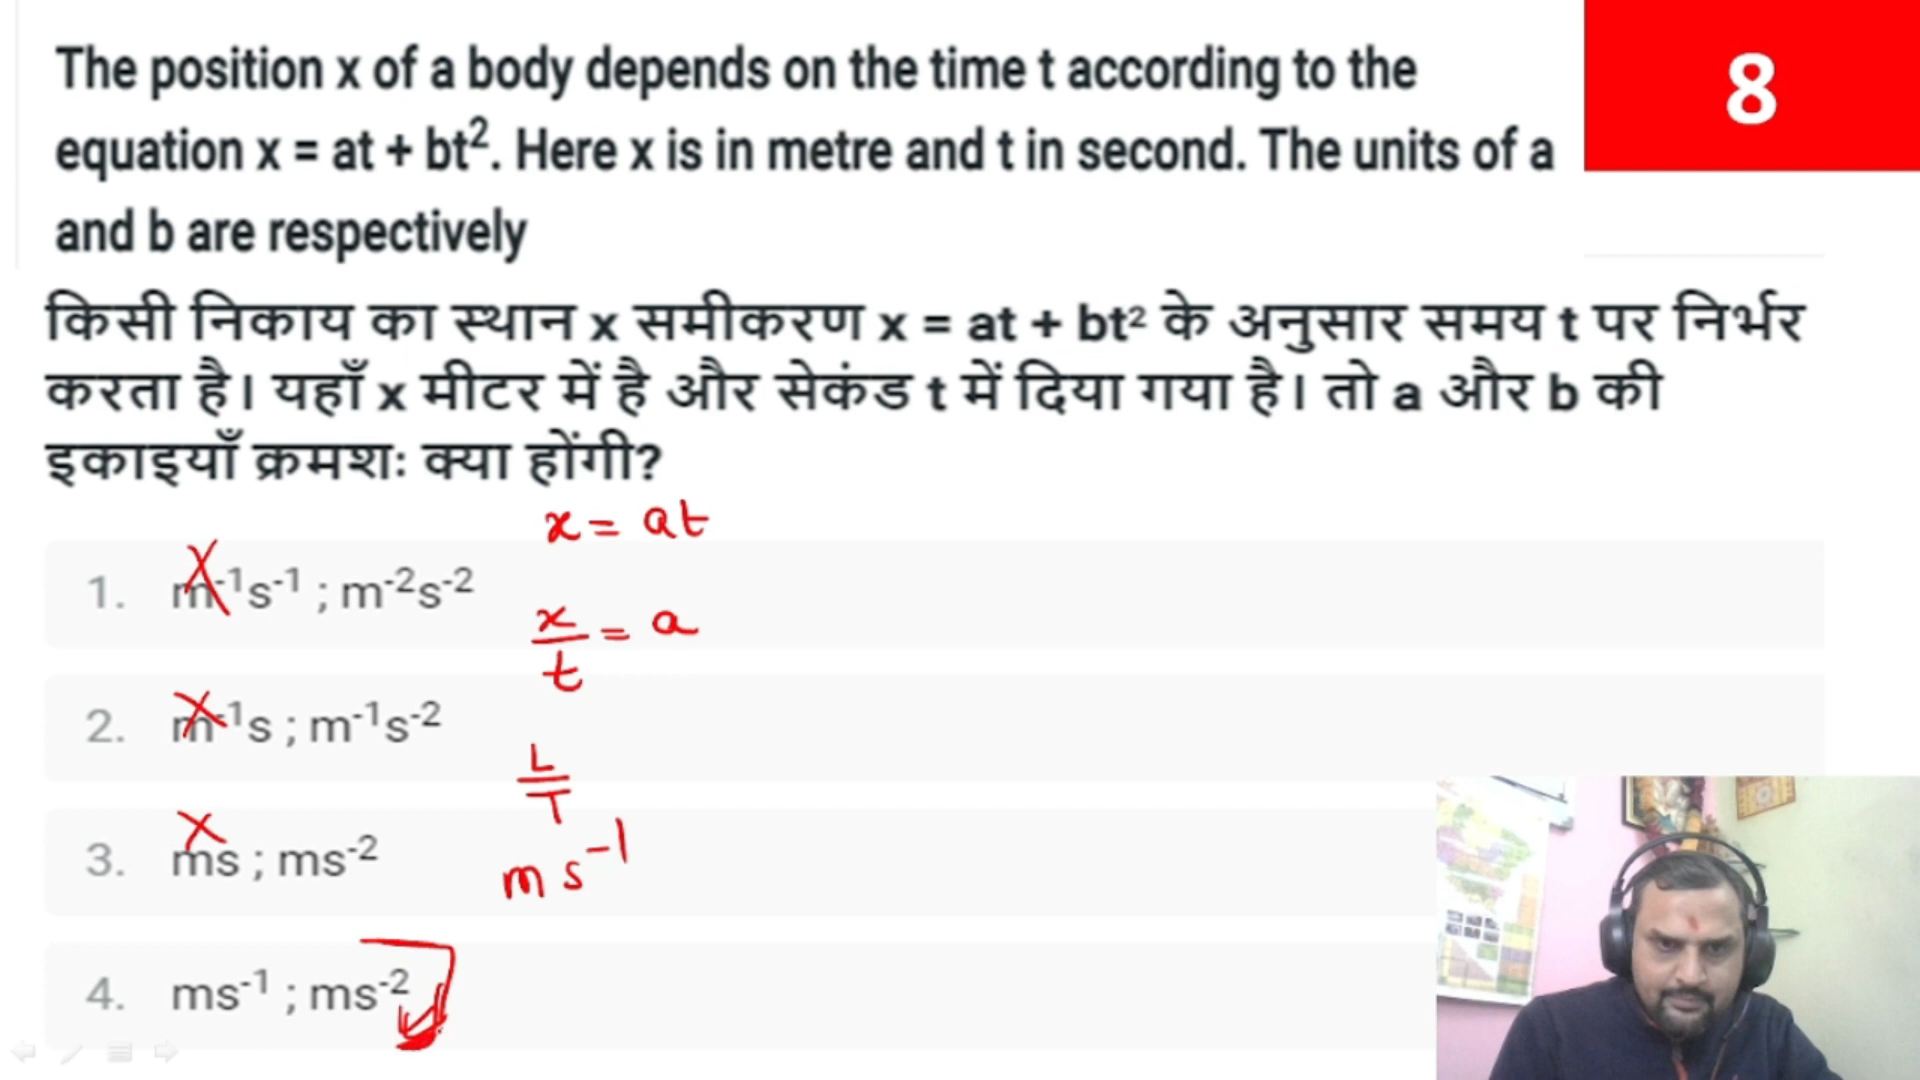 The position x of a body depends on the time t according to the
8
equation x = at + bt². Here x is in metre and t in second. The units of a
and b are respectively
किसी निकाय का स्थान x समीकरण x = at + bt² के अनुसार समय t पर निर्भर
करता है। यहाँ x मीटर में है और सेकंड t में दिया गया है। तो a और b की
इकाइयाँ क्रमशः क्या होंगी?
x = at
1. m⁻¹s⁻¹ ; m⁻²s⁻²
x/t = a
2. m⁻¹s ; m⁻¹s⁻²
L/T
3. ms ; ms⁻²
ms⁻¹
4. ms⁻¹ ; ms⁻²